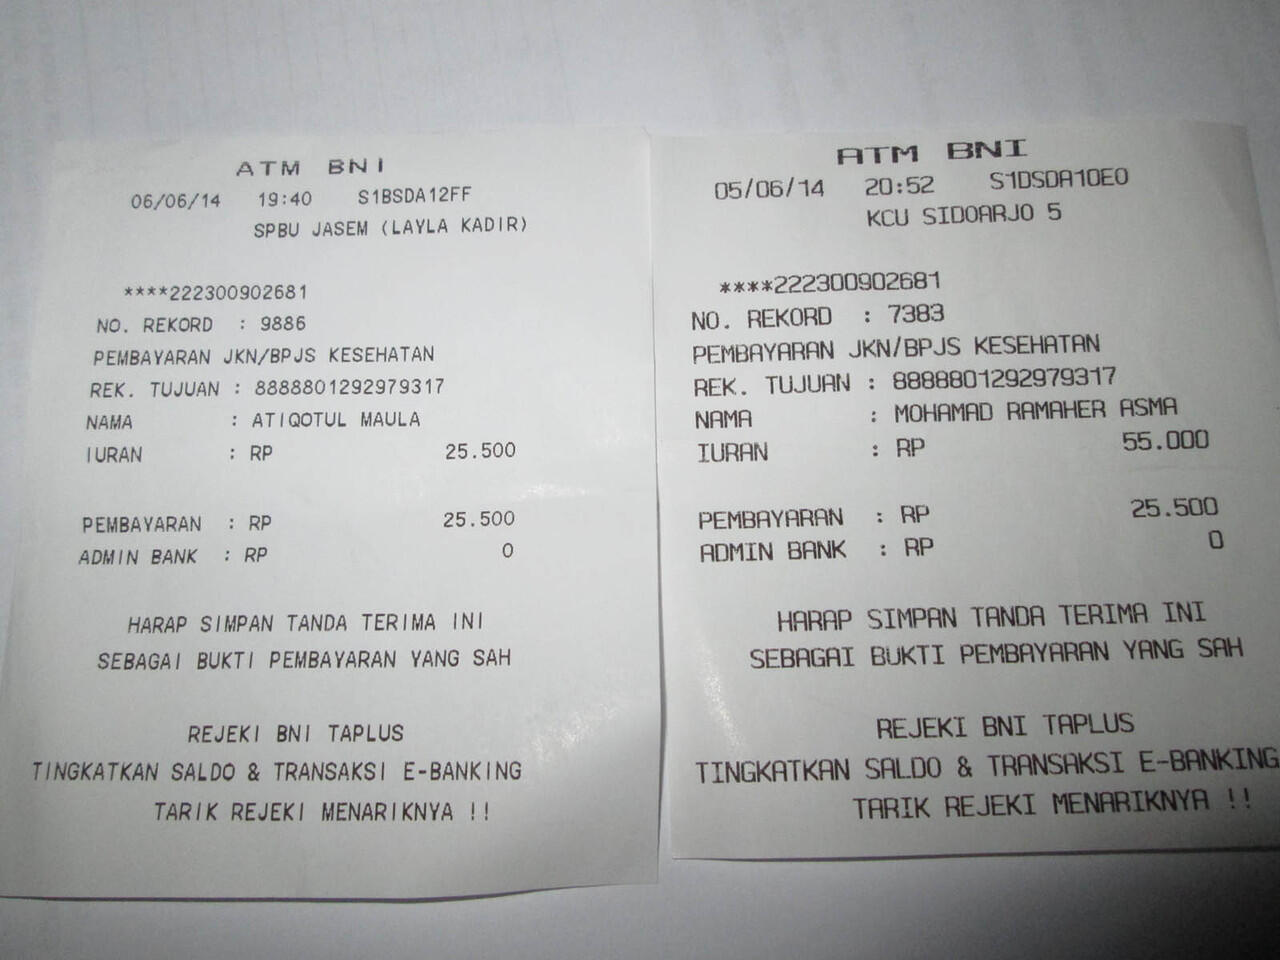 ATM BNI
06/06/14 19:40 S1BSDA12FF
SPBU JASEM (LAYLA KADIR)
****222300902681
NO. REKORD : 9886
PEMBAYARAN JKN/BPJS KESEHATAN
REK. TUJUAN : 8888801292979317
NAMA : ATIQOTUL MAULA
IURAN : RP 25.500
PEMBAYARAN : RP 25.500
ADMIN BANK : RP 0
HARAP SIMPAN TANDA TERIMA INI
SEBAGAI BUKTI PEMBAYARAN YANG SAH
REJEKI BNI TAPLUS
TINGKATKAN SALDO & TRANSAKSI E-BANKING
TARIK REJEKI MENARIKNYA !!
ATM BNI
05/06/14 20:52 S1DSDA10E0
KCU SIDOARJO 5
****222300902681
NO. REKORD : 7383
PEMBAYARAN JKN/BPJS KESEHATAN
REK. TUJUAN : 8888801292979317
NAMA : MOHAMAD RAMAHER ASMA
IURAN : RP 55.000
PEMBAYARAN : RP 25.500
ADMIN BANK : RP 0
HARAP SIMPAN TANDA TERIMA INI
SEBAGAI BUKTI PEMBAYARAN YANG SAH
REJEKI BNI TAPLUS
TINGKATKAN SALDO & TRANSAKSI E-BANKING
TARIK REJEKI MENARIKNYA !!